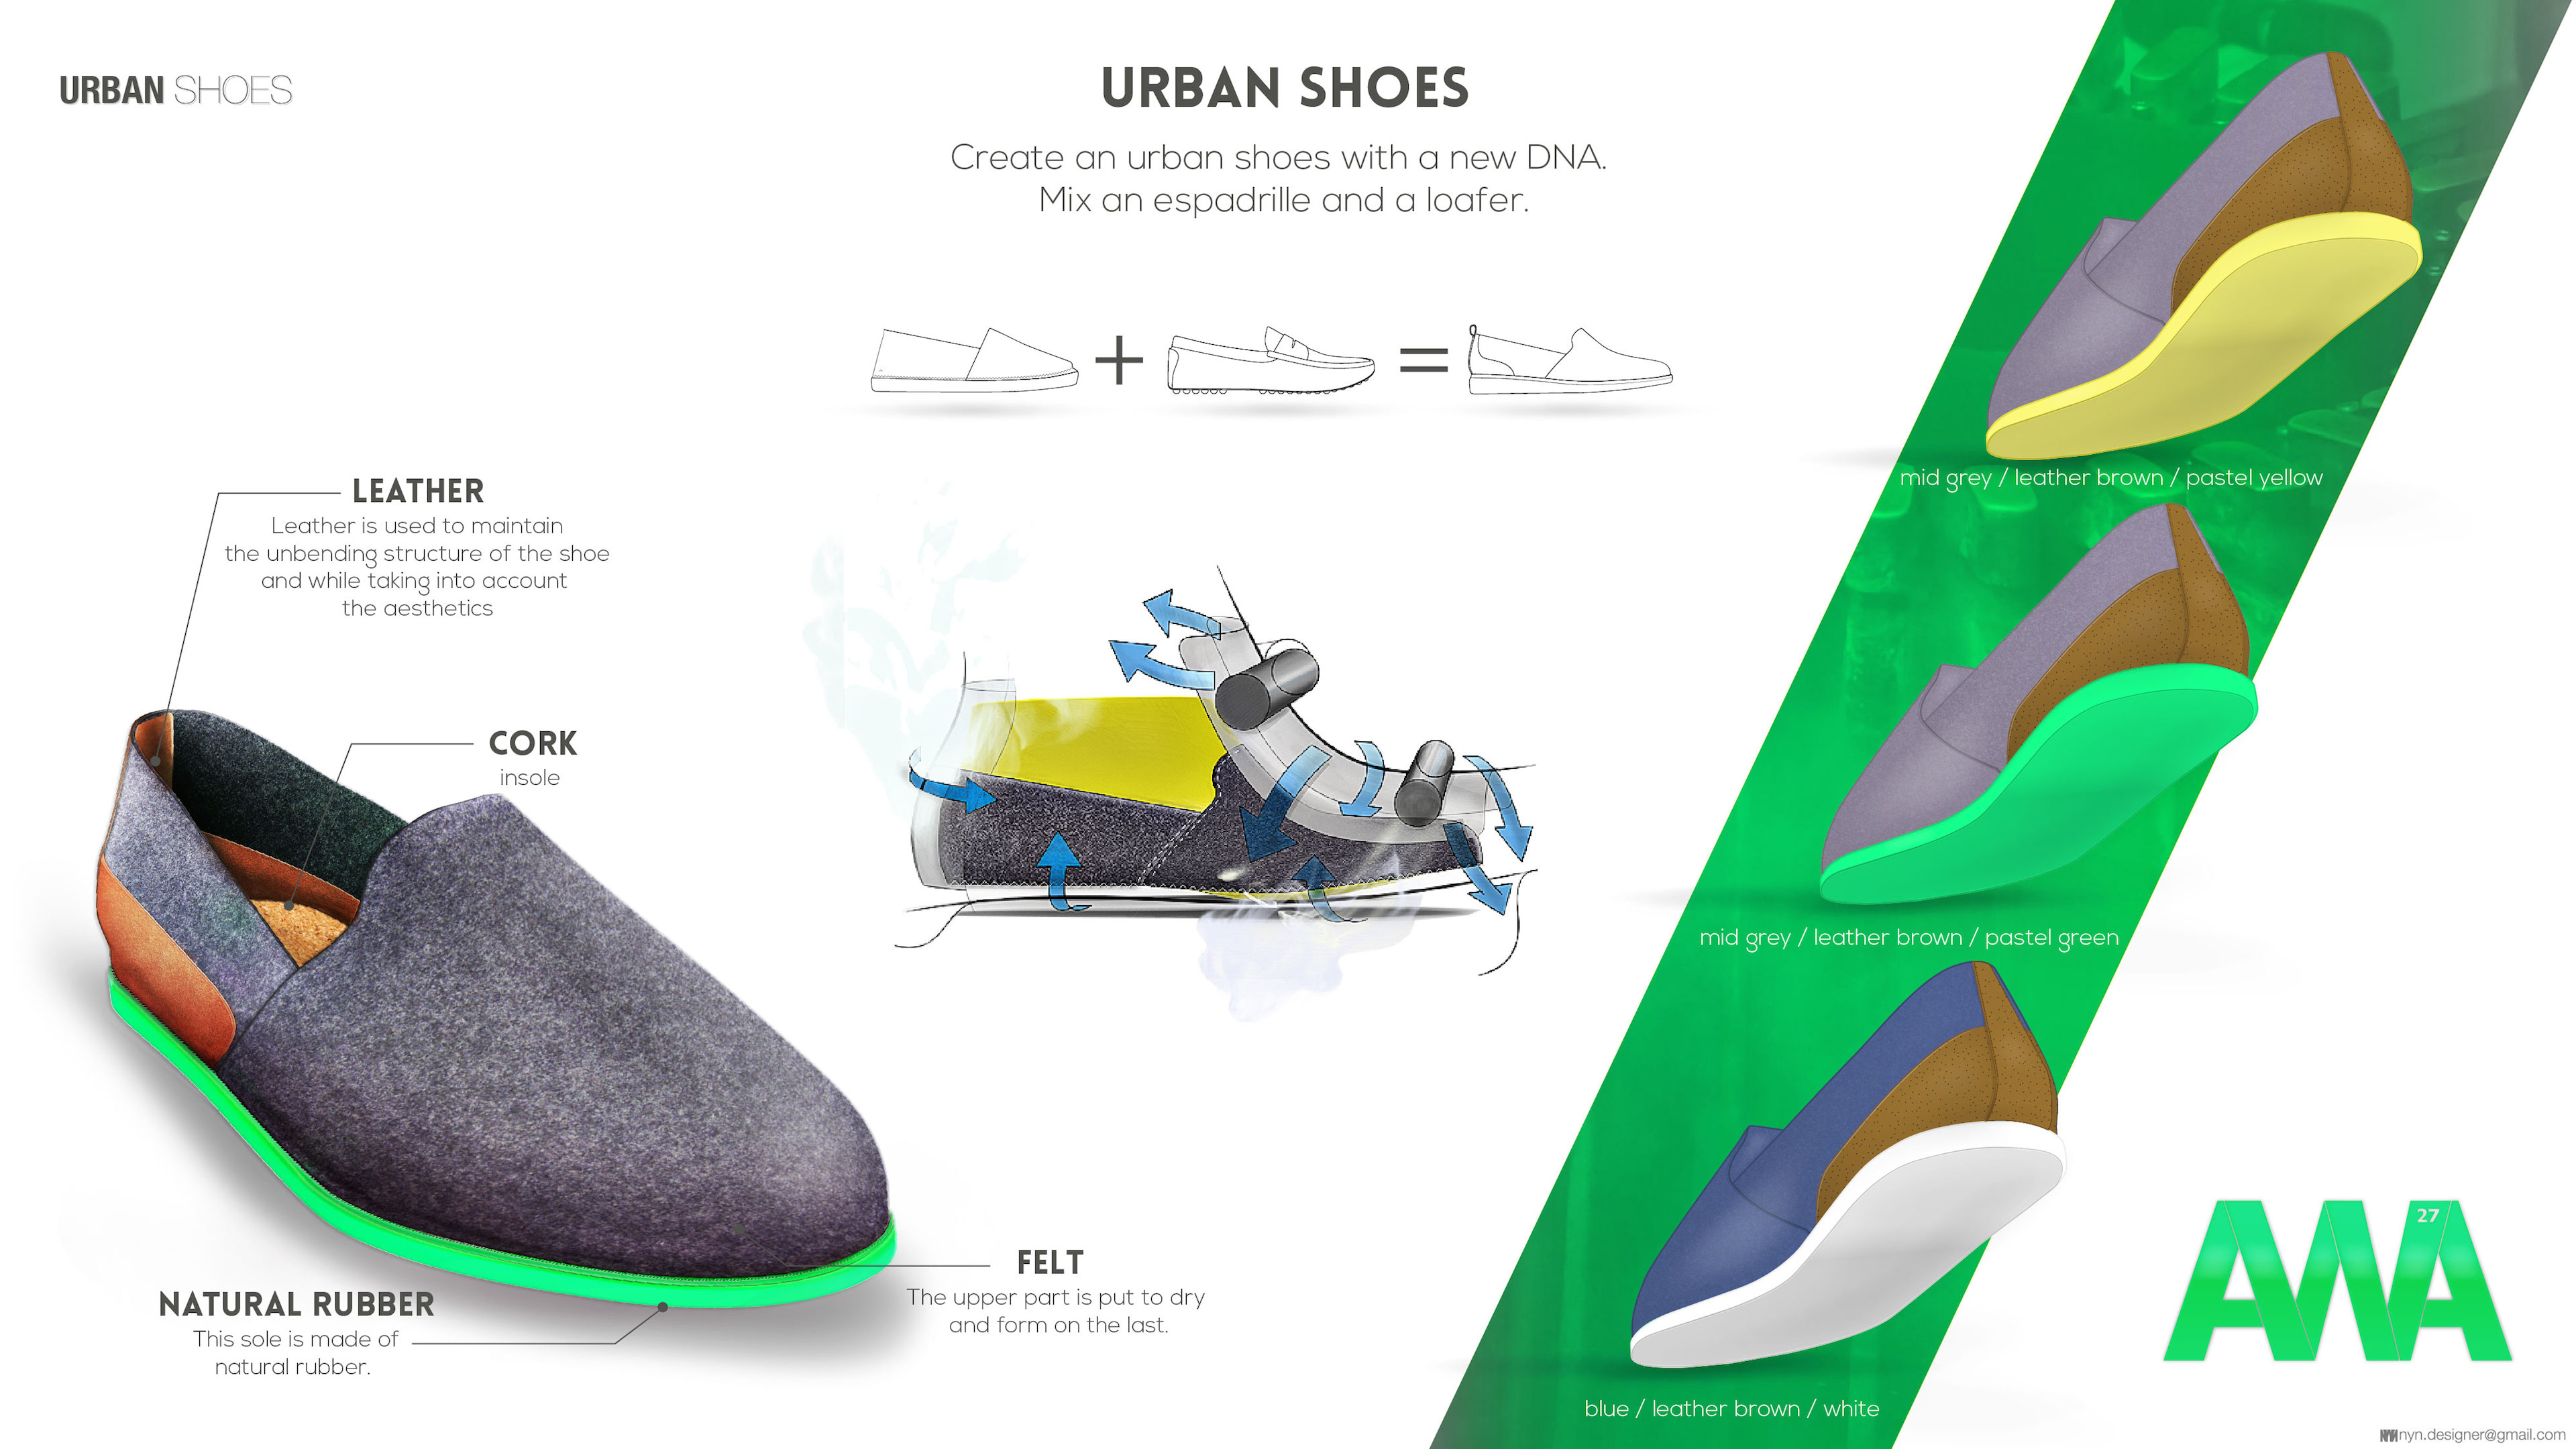 URBAN SHOES
URBAN SHOES
Create an urban shoes with a new DNA.
Mix an espadrille and a loafer.
LEATHER
Leather is used to maintain
the unbending structure of the shoe
and while taking into account
the aesthetics
CORK
insole
NATURAL RUBBER
This sole is made of
natural rubber.
FELT
The upper part is put to dry
and form on the last.
mid grey / leather brown / pastel yellow
mid grey / leather brown / pastel green
blue / leather brown / white
27
AWA
nyn.designer@gmail.com